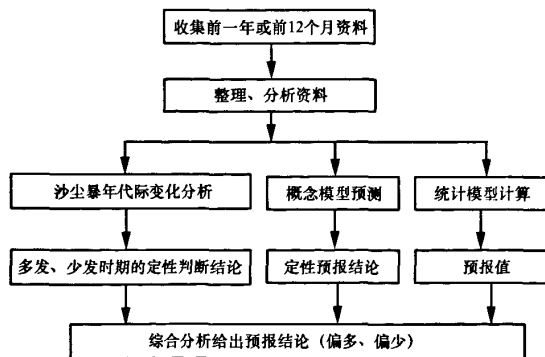 收集前一年或前12个月资料
整理、分析资料
沙尘暴年代际变化分析
概念模型预测
统计模型计算
多发、少发时期的定性判断结论
定性预报结论
预报值
综合分析给出预报结论（偏多、偏少）